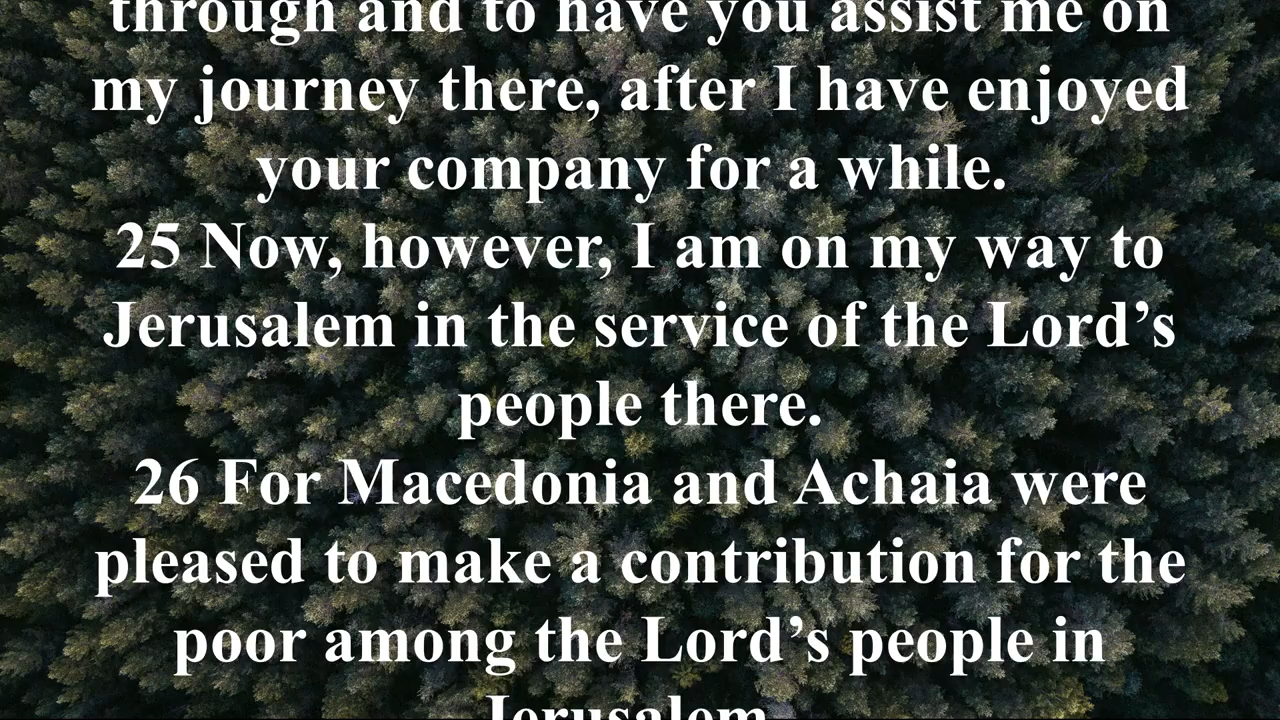 through and to have you assist me on
my journey there, after I have enjoyed
your company for a while.
25 Now, however, I am on my way to
Jerusalem in the service of the Lord’s
people there.
26 For Macedonia and Achaia were
pleased to make a contribution for the
poor among the Lord’s people in
Jerusalem